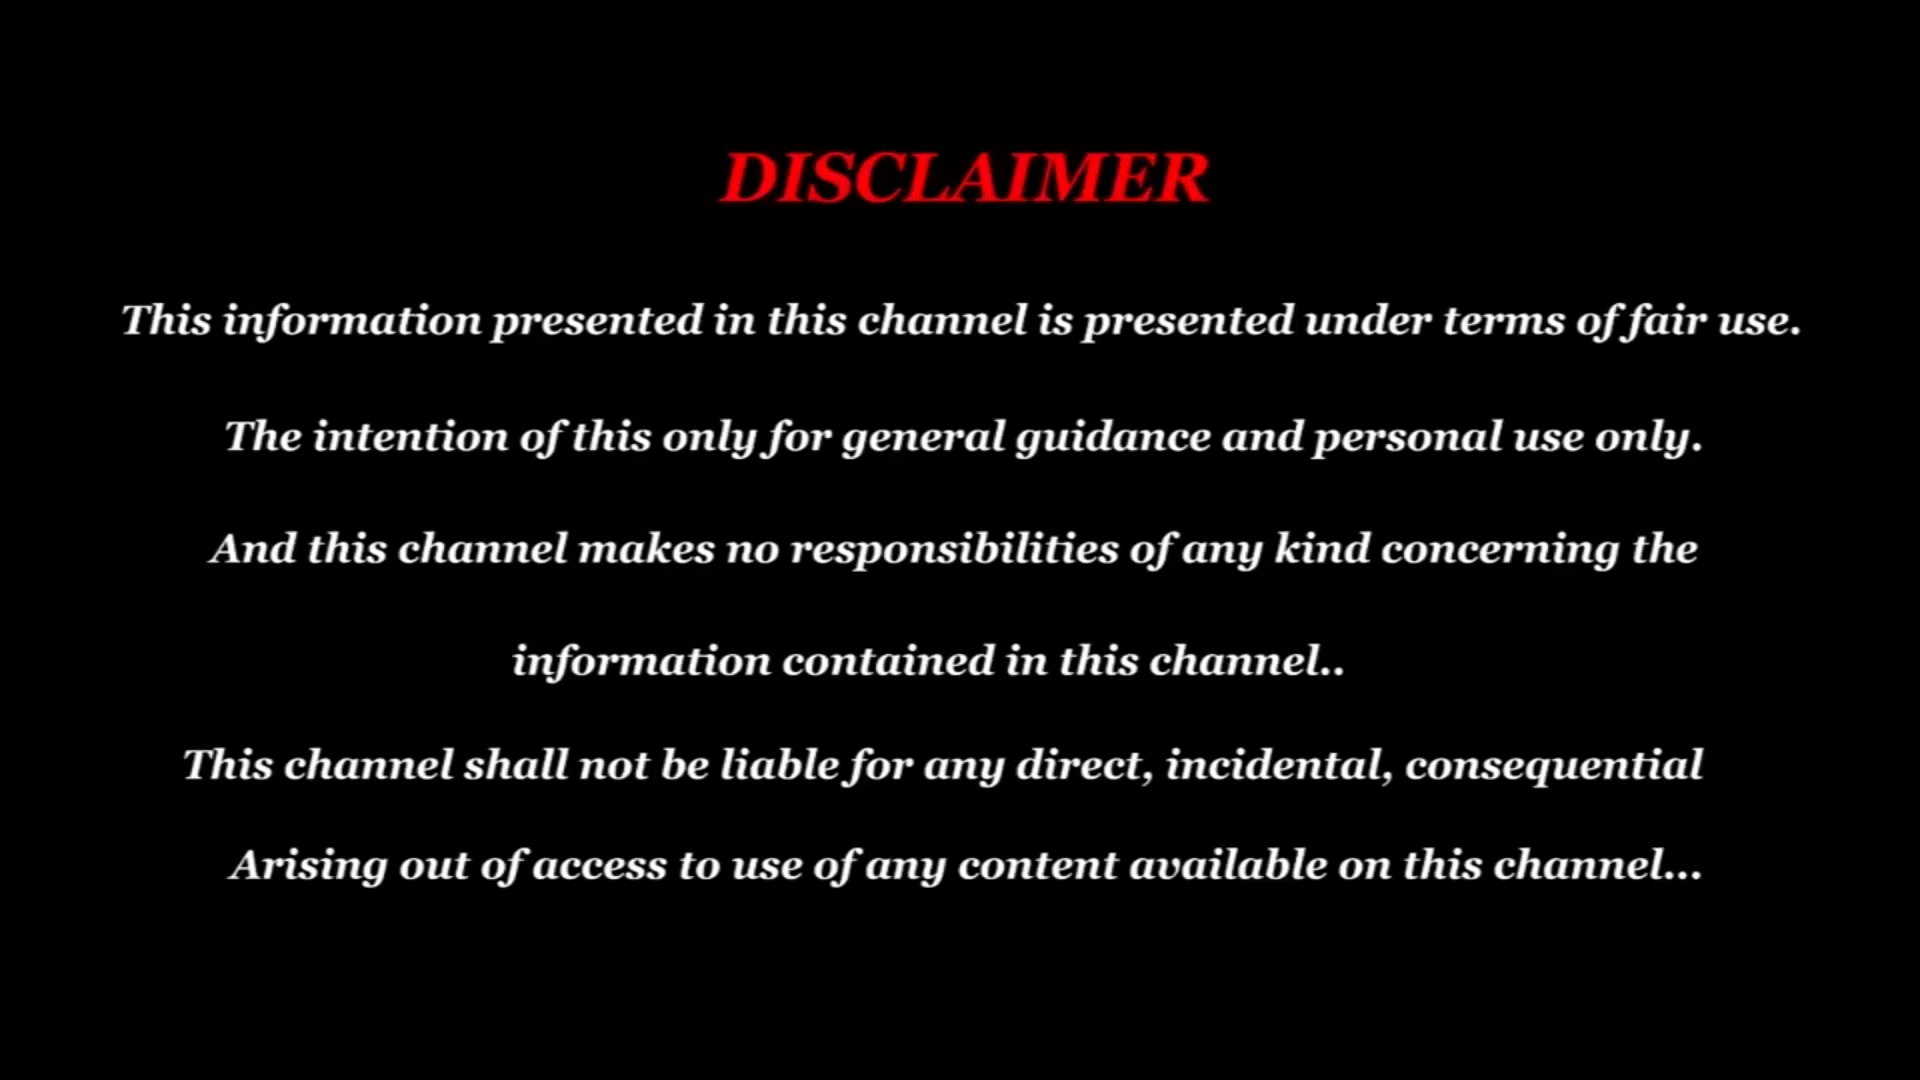 DISCLAIMER
This information presented in this channel is presented under terms of fair use.
The intention of this only for general guidance and personal use only.
And this channel makes no responsibilities of any kind concerning the
information contained in this channel..
This channel shall not be liable for any direct, incidental, consequential
Arising out of access to use of any content available on this channel...